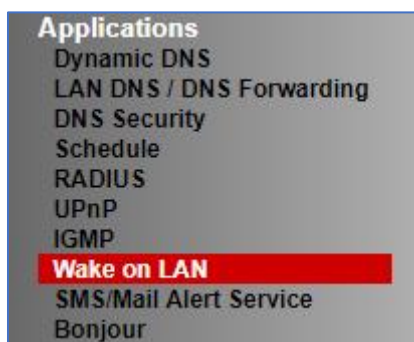 Applications
Dynamic DNS
LAN DNS / DNS Forwarding
DNS Security
Schedule
RADIUS
UPnP
IGMP
Wake on LAN
SMS/Mail Alert Service
Bonjour